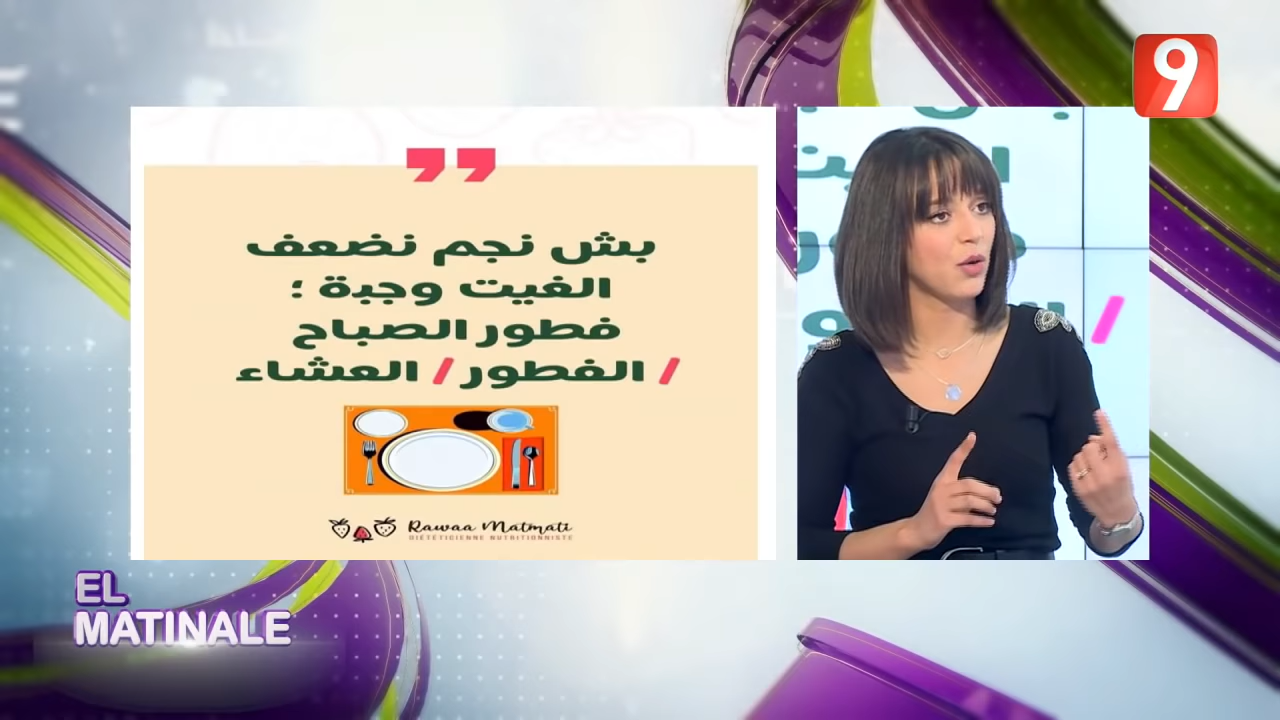 9
بش نجم نضعف
الغيت وجبة ؛
فطور الصباح
/ الفطور / العشاء
Rawaa Matmati
DIÉTÉTICIENNE NUTRITIONNISTE
EL
MATINALE